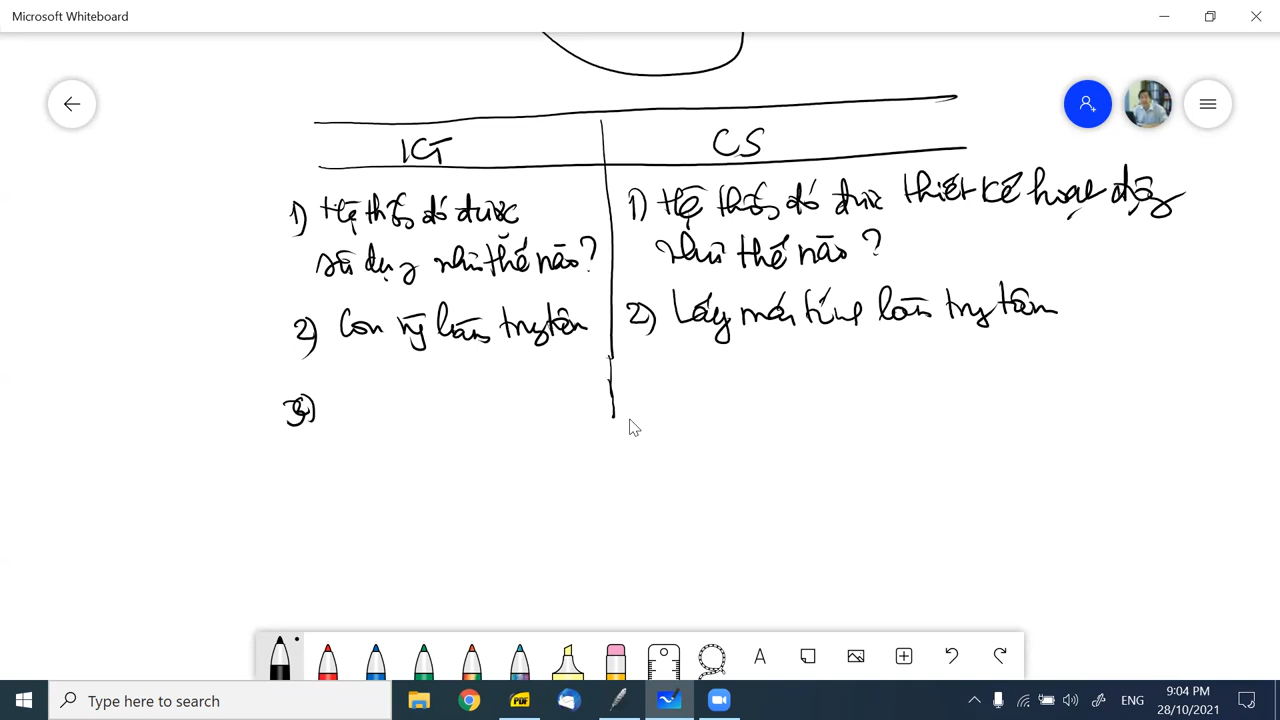 Microsoft Whiteboard
CS
1) Hệ thống đó được
sử dụng như thế nào?
2) Con người làm trung tâm
3)
1) Hệ thống đó được thiết kế hoạt động
như thế nào?
2) Lấy máy tính làm trung tâm
Type here to search
PDF
ENG
9:04 PM
28/10/2021